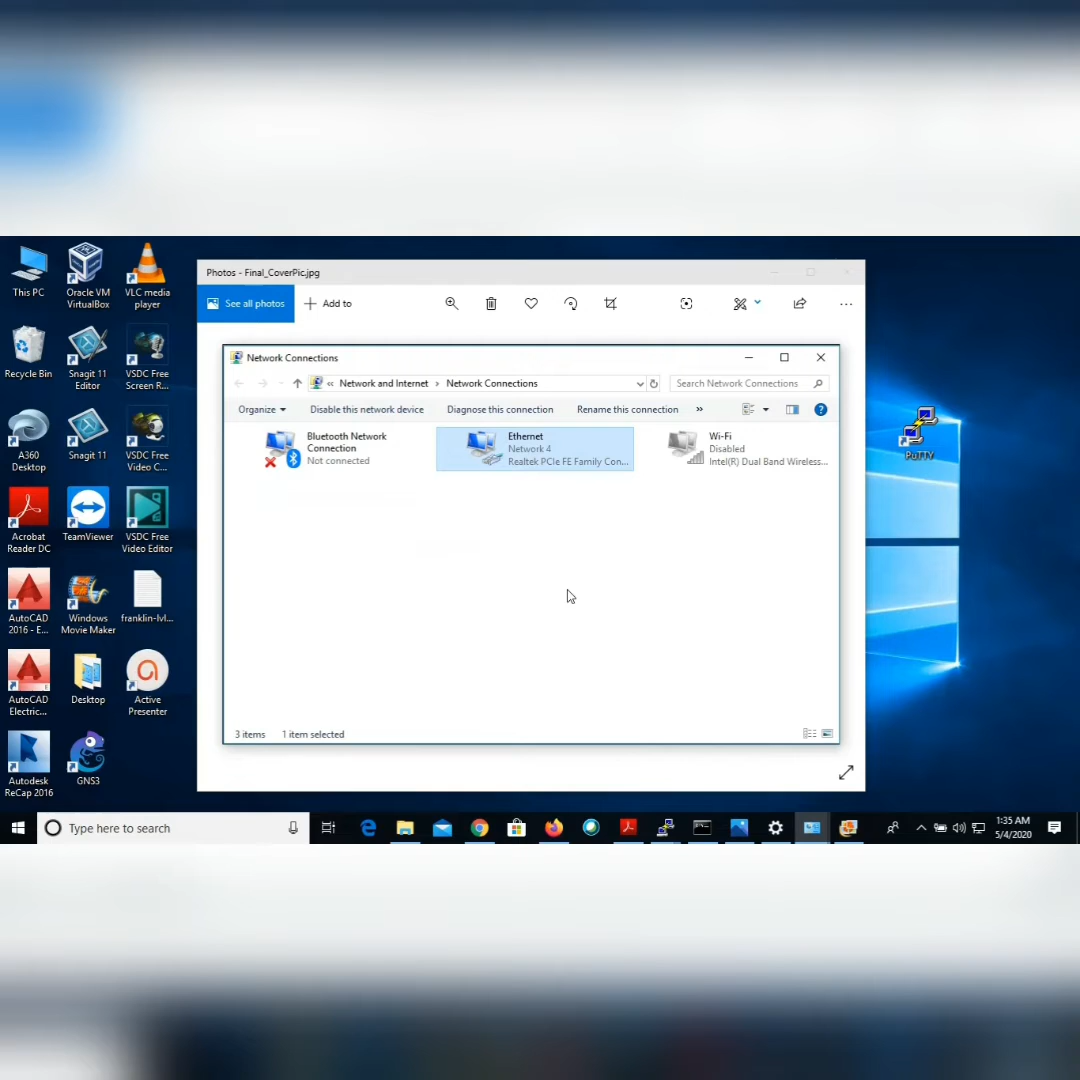 This PC
Oracle VM
VirtualBox
VLC media
player
Recycle Bin
Snagit 11
Editor
VSDC Free
Screen R...
A360
Desktop
Snagit 11
VSDC Free
Video C...
Acrobat
Reader DC
TeamViewer
VSDC Free
Video Editor
AutoCAD
2016 - E...
Windows
Movie Maker
franklin-lvl...
AutoCAD
Electric...
Desktop
Active
Presenter
Autodesk
ReCap 2016
GNS3
Photos - Final_CoverPic.jpg
See all photos
Add to
Network Connections
« Network and Internet › Network Connections
Search Network Connections
Organize
Disable this network device
Diagnose this connection
Rename this connection
»
Bluetooth Network
Connection
Not connected
Ethernet
Network 4
Realtek PCIe FE Family Con...
Wi-Fi
Disabled
Intel(R) Dual Band Wireless...
3 items
1 item selected
PuTTY
Type here to search
1:35 AM
5/4/2020